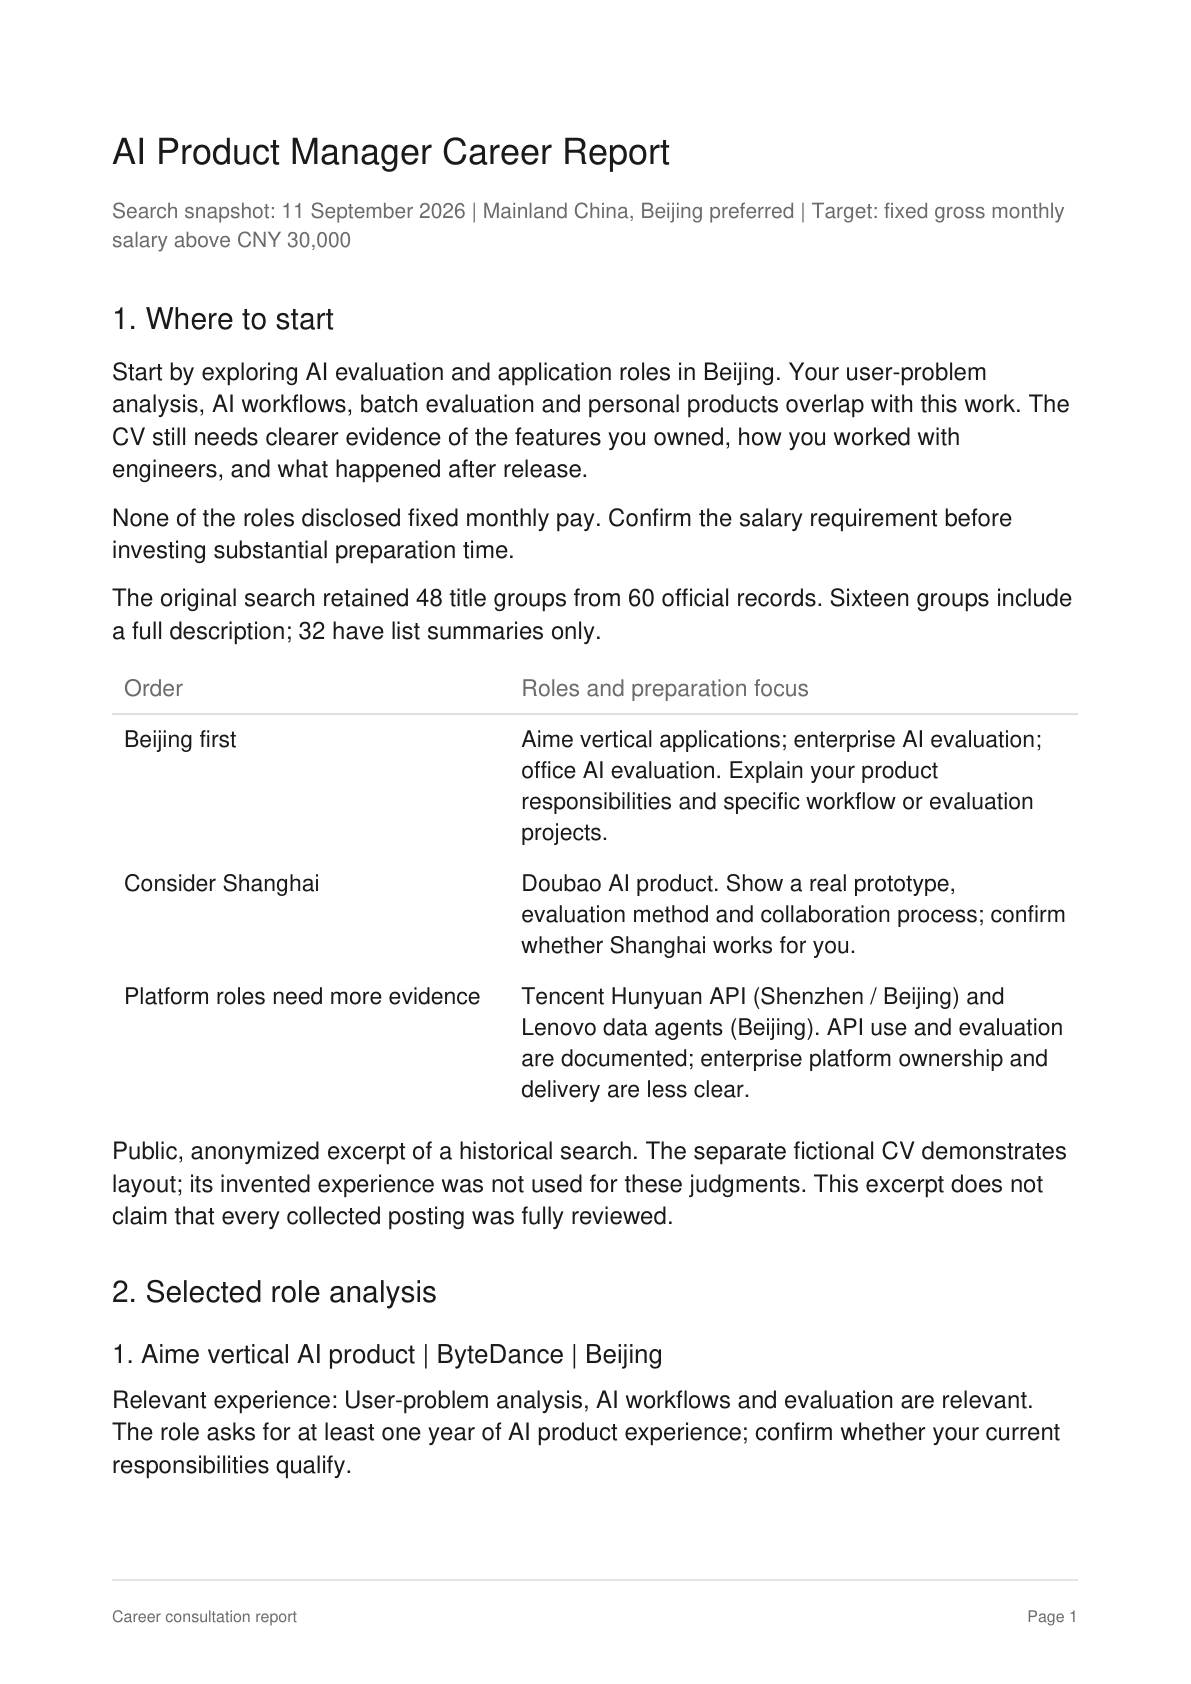 AI Product Manager Career Report
Search snapshot: 11 September 2026 | Mainland China, Beijing preferred | Target: fixed gross monthly
salary above CNY 30,000
1. Where to start
Start by exploring AI evaluation and application roles in Beijing. Your user-problem
analysis, AI workflows, batch evaluation and personal products overlap with this work. The
CV still needs clearer evidence of the features you owned, how you worked with
engineers, and what happened after release.
None of the roles disclosed fixed monthly pay. Confirm the salary requirement before
investing substantial preparation time.
The original search retained 48 title groups from 60 official records. Sixteen groups include
a full description; 32 have list summaries only.
Order
Roles and preparation focus
Beijing first
Aime vertical applications; enterprise AI evaluation;
office AI evaluation. Explain your product
responsibilities and specific workflow or evaluation
projects.
Consider Shanghai
Doubao AI product. Show a real prototype,
evaluation method and collaboration process; confirm
whether Shanghai works for you.
Platform roles need more evidence
Tencent Hunyuan API (Shenzhen / Beijing) and
Lenovo data agents (Beijing). API use and evaluation
are documented; enterprise platform ownership and
delivery are less clear.
Public, anonymized excerpt of a historical search. The separate fictional CV demonstrates
layout; its invented experience was not used for these judgments. This excerpt does not
claim that every collected posting was fully reviewed.
2. Selected role analysis
1. Aime vertical AI product | ByteDance | Beijing
Relevant experience: User-problem analysis, AI workflows and evaluation are relevant.
The role asks for at least one year of AI product experience; confirm whether your current
responsibilities qualify.
Career consultation report
Page 1